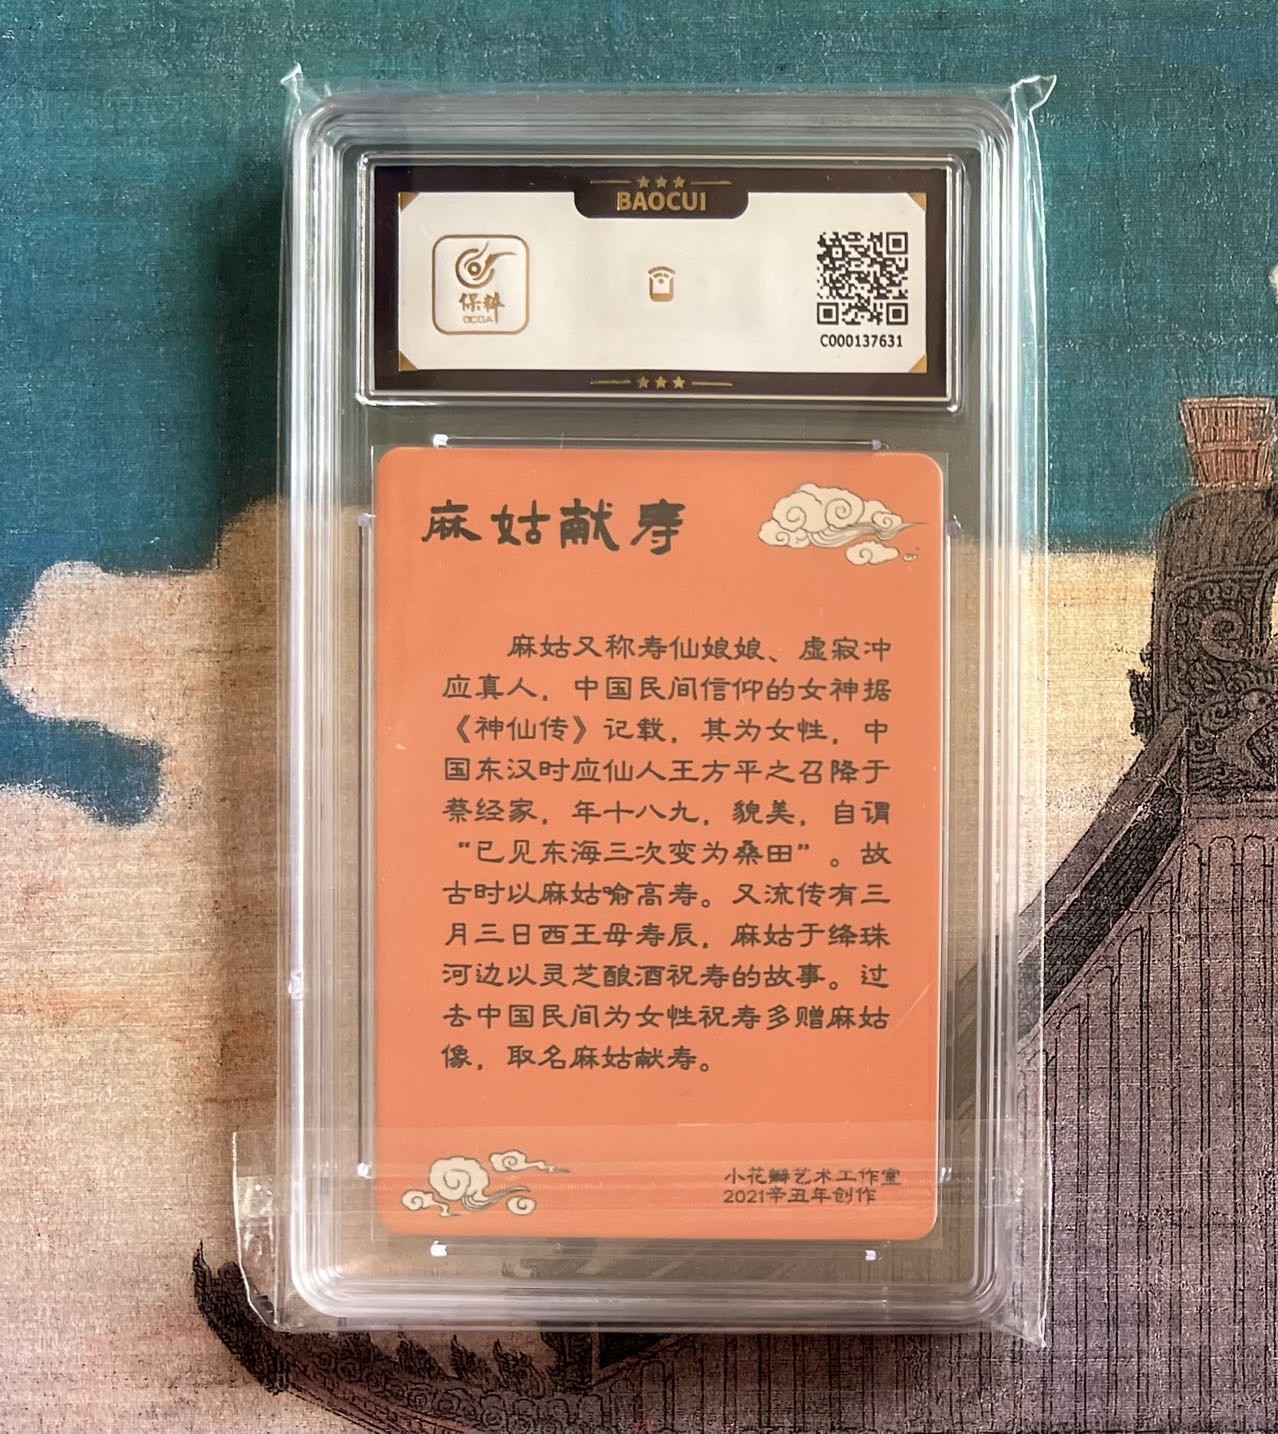 BAOCUI
保粹
C000137631
麻姑献寿
麻姑又称寿仙娘娘、虚寂冲
应真人，中国民间信仰的女神据
《神仙传》记载，其为女性，中
国东汉时应仙人王方平之召降于
蔡经家，年十八九，貌美，自谓
“已见东海三次变为桑田”。故
古时以麻姑喻高寿。又流传有三
月三日西王母寿辰，麻姑于绛珠
河边以灵芝酿酒祝寿的故事。过
去中国民间为女性祝寿多赠麻姑
像，取名麻姑献寿。
小花瓣艺术工作室
2021辛丑年创作